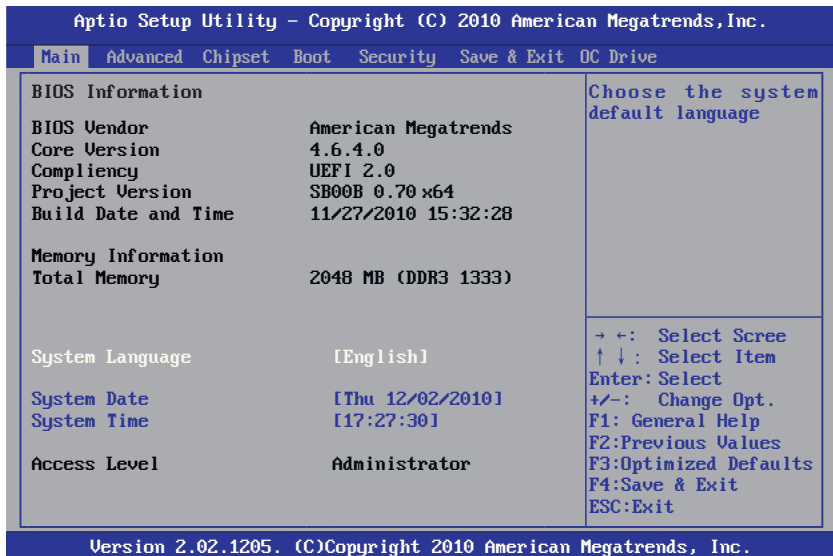 Aptio Setup Utility – Copyright (C) 2010 American Megatrends,Inc.
Main Advanced Chipset Boot Security Save & Exit OC Drive
BIOS Information
BIOS Vendor American Megatrends
Core Version 4.6.4.0
Compliency UEFI 2.0
Project Version SB00B 0.70 x64
Build Date and Time 11/27/2010 15:32:28
Memory Information
Total Memory 2048 MB (DDR3 1333)
System Language [English]
System Date [Thu 12/02/2010]
System Time [17:27:30]
Access Level Administrator
Choose the system
default language
→ ←: Select Scree
↑ ↓: Select Item
Enter: Select
+/-: Change Opt.
F1: General Help
F2:Previous Values
F3:Optimized Defaults
F4:Save & Exit
ESC:Exit
Version 2.02.1205. (C)Copyright 2010 American Megatrends, Inc.